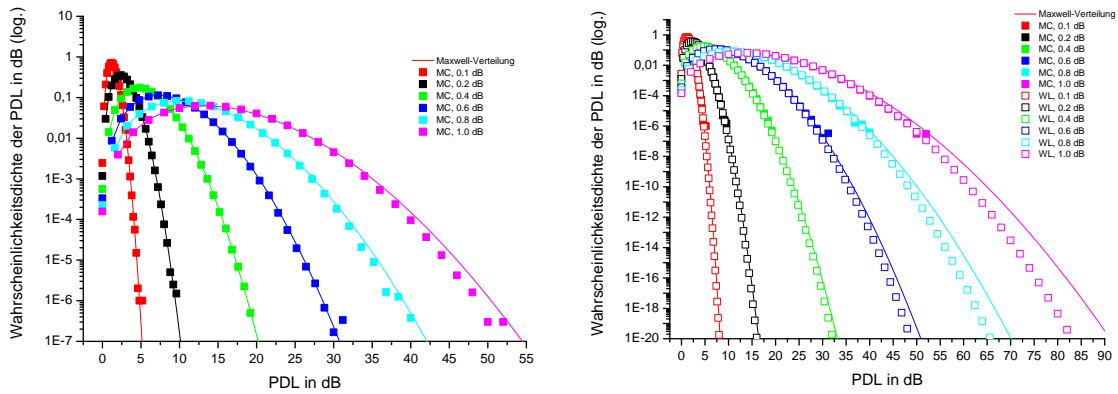 Wahrscheinlichkeitsdichte der PDL in dB (log.)
10
1
0,1
0,01
1E-3
1E-4
1E-5
1E-6
1E-7
0 5 10 15 20 25 30 35 40 45 50 55
PDL in dB
Maxwell-Verteilung
MC, 0.1 dB
MC, 0.2 dB
MC, 0.4 dB
MC, 0.6 dB
MC, 0.8 dB
MC, 1.0 dB
Wahrscheinlichkeitsdichte der PDL in dB (log.)
1
0,01
1E-4
1E-6
1E-8
1E-10
1E-12
1E-14
1E-16
1E-18
1E-20
0 5 10 15 20 25 30 35 40 45 50 55 60 65 70 75 80 85 90
PDL in dB
Maxwell-Verteilung
MC, 0.1 dB
MC, 0.2 dB
MC, 0.4 dB
MC, 0.6 dB
MC, 0.8 dB
MC, 1.0 dB
WL, 0.1 dB
WL, 0.2 dB
WL, 0.4 dB
WL, 0.6 dB
WL, 0.8 dB
WL, 1.0 dB